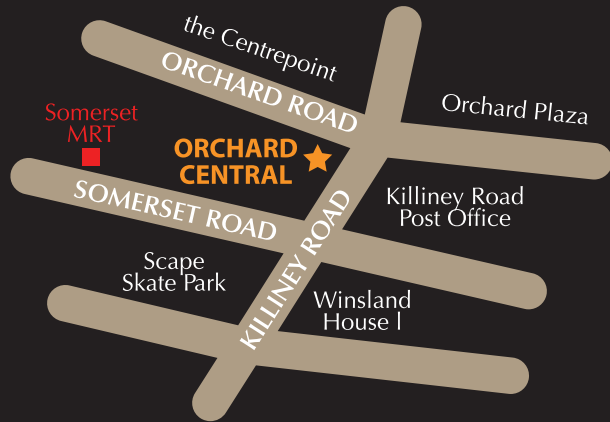 the Centrepoint
ORCHARD ROAD
Orchard Plaza
Somerset
MRT
ORCHARD
CENTRAL
SOMERSET ROAD
Killiney Road
Post Office
KILLINEY ROAD
Scape
Skate Park
Winsland
House l